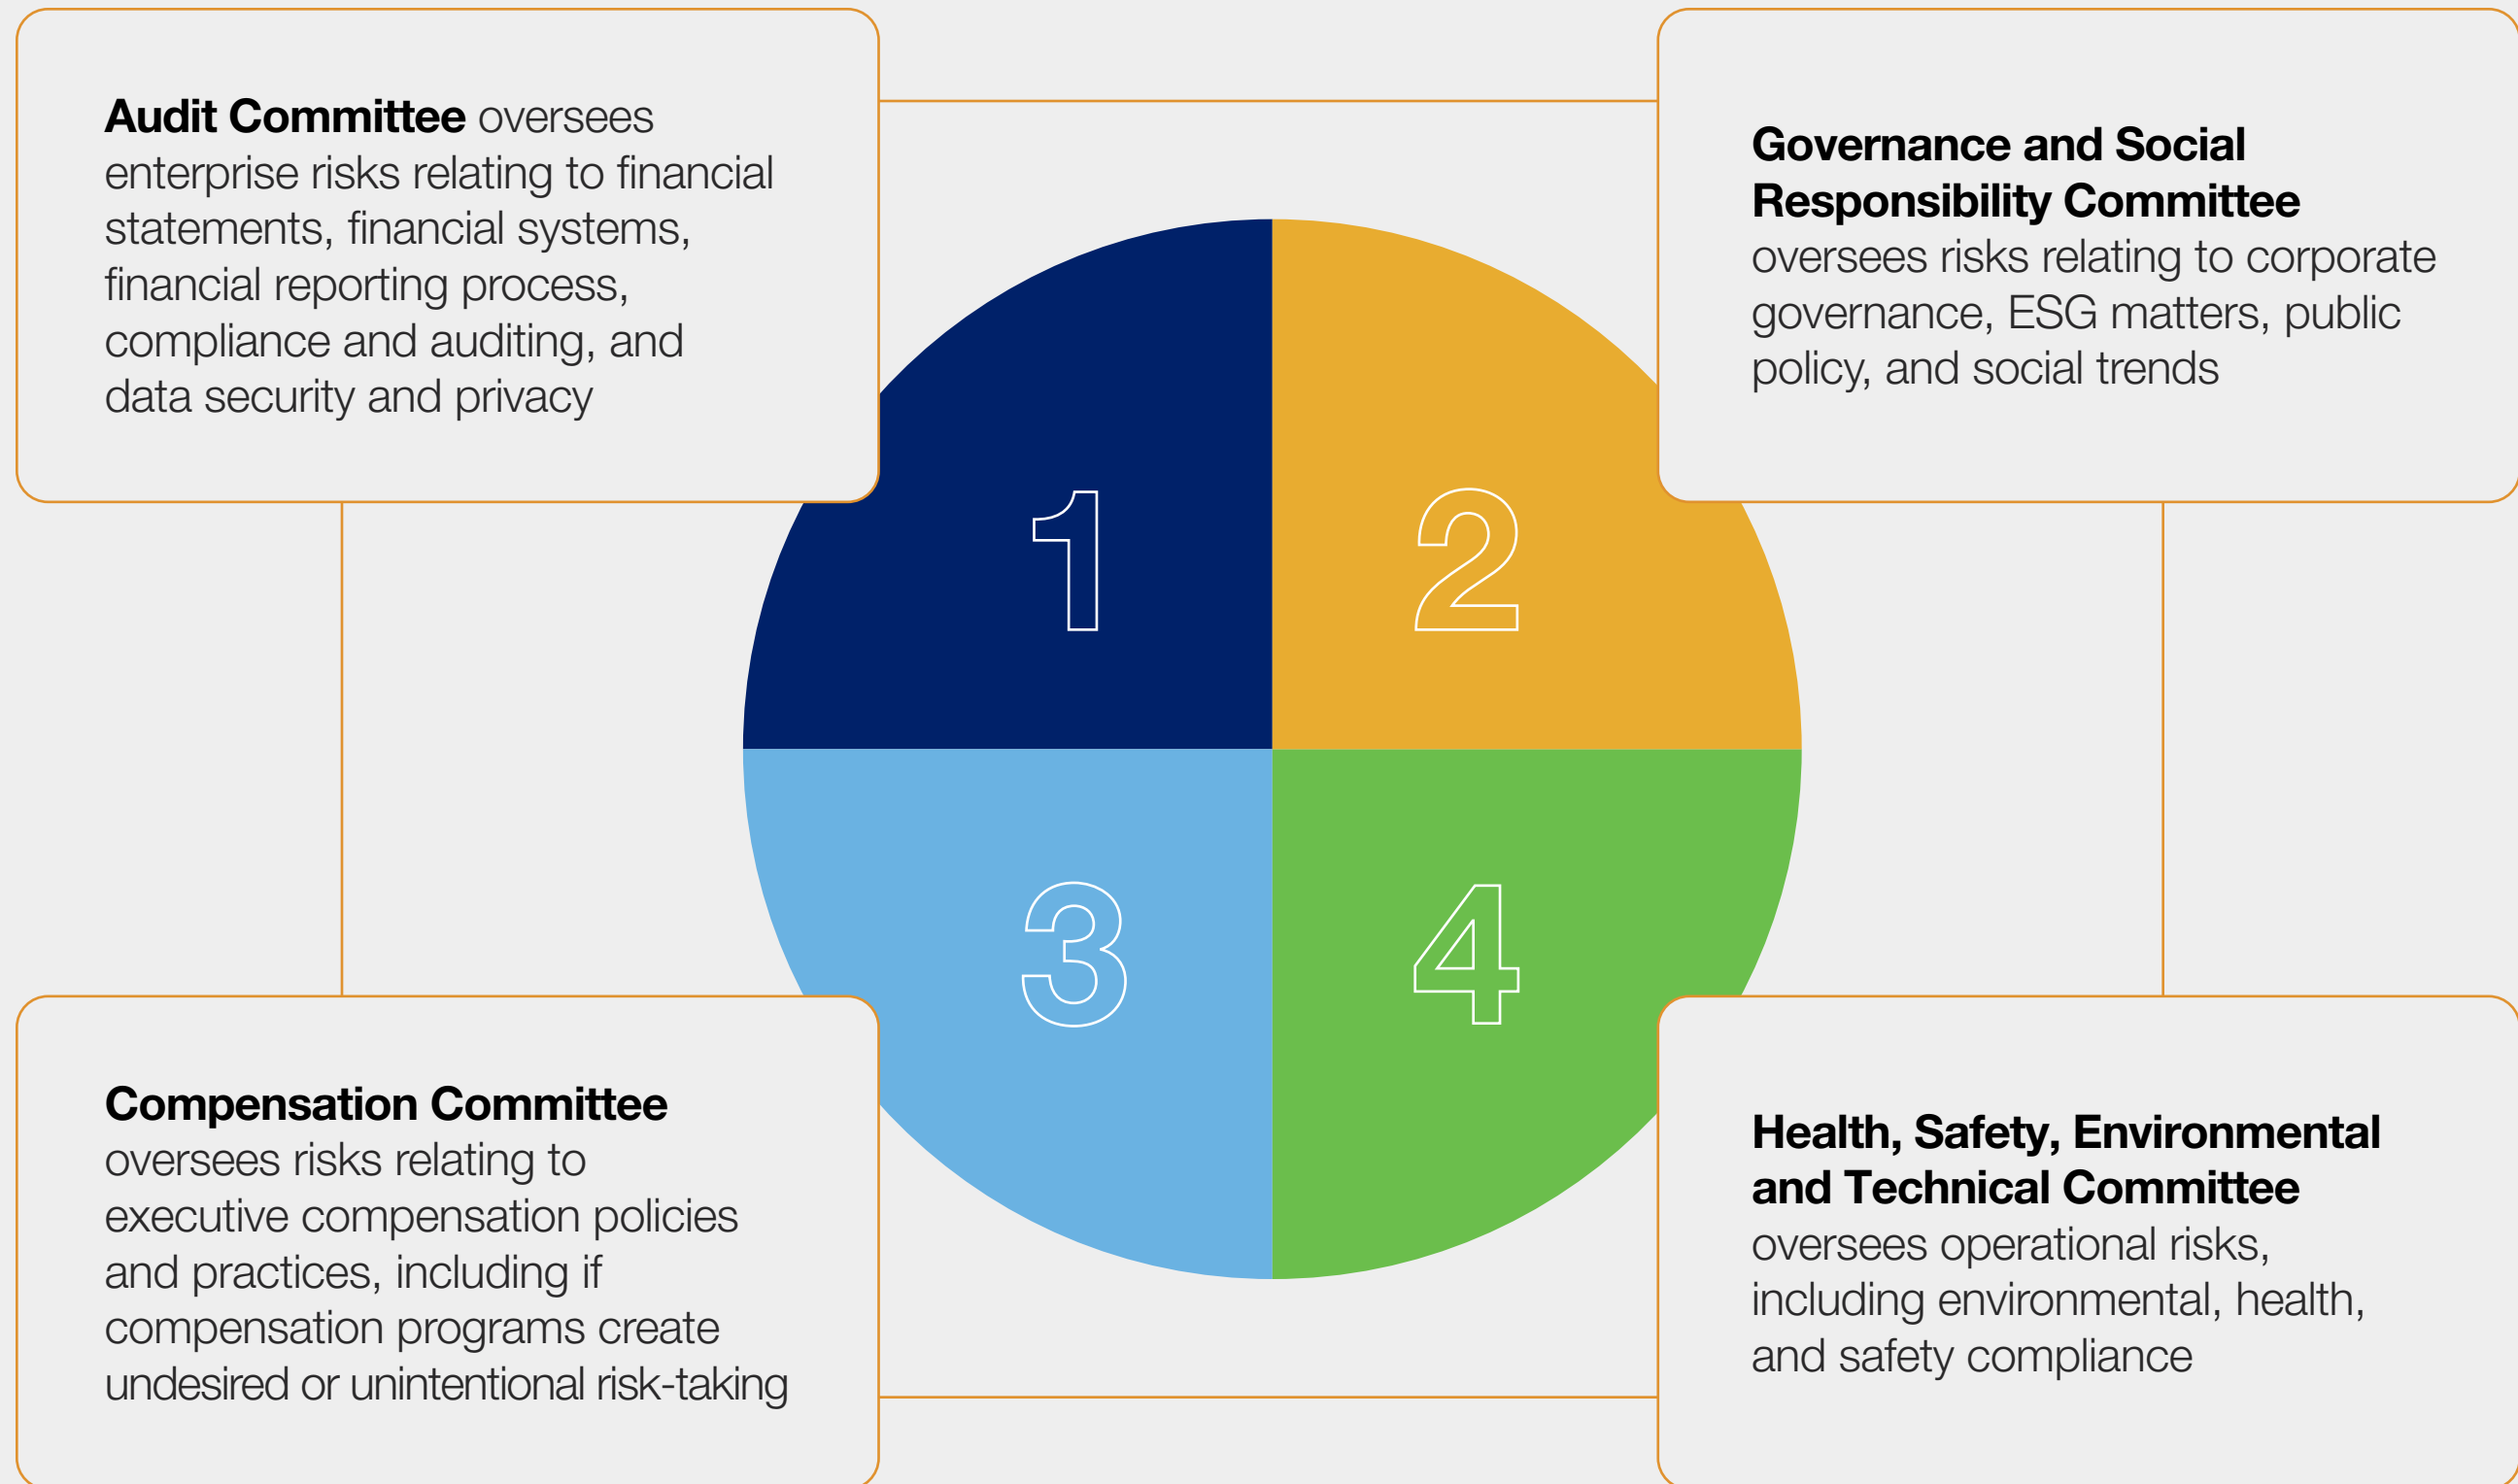 Audit Committee oversees
enterprise risks relating to financial
statements, financial systems,
financial reporting process,
compliance and auditing, and
data security and privacy
Governance and Social
Responsibility Committee
oversees risks relating to corporate
governance, ESG matters, public
policy, and social trends
1
2
3
4
Compensation Committee
oversees risks relating to
executive compensation policies
and practices, including if
compensation programs create
undesired or unintentional risk-taking
Health, Safety, Environmental
and Technical Committee
oversees operational risks,
including environmental, health,
and safety compliance